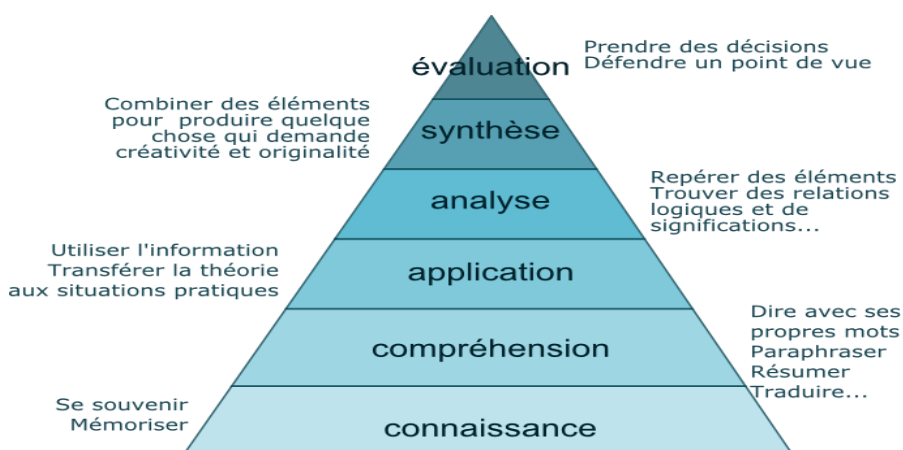 évaluation
Prendre des décisions
Défendre un point de vue
Combiner des éléments
pour produire quelque
chose qui demande
créativité et originalité
synthèse
analyse
Repérer des éléments
Trouver des relations
logiques et de
significations...
Utiliser l'information
Transférer la théorie
aux situations pratiques
application
Dire avec ses
propres mots
Paraphraser
Résumer
Traduire...
compréhension
Se souvenir
Mémoriser
connaissance